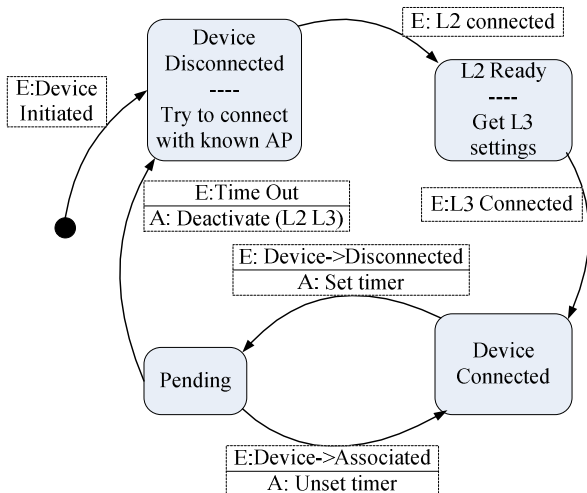 E: L2 connected
Device
Disconnected
----
Try to connect
with known AP
L2 Ready
----
Get L3
settings
E:Device
Initiated
E:Time Out
A: Deactivate (L2 L3)
E:L3 Connected
E: Device->Disconnected
A: Set timer
Pending
Device
Connected
E:Device->Associated
A: Unset timer